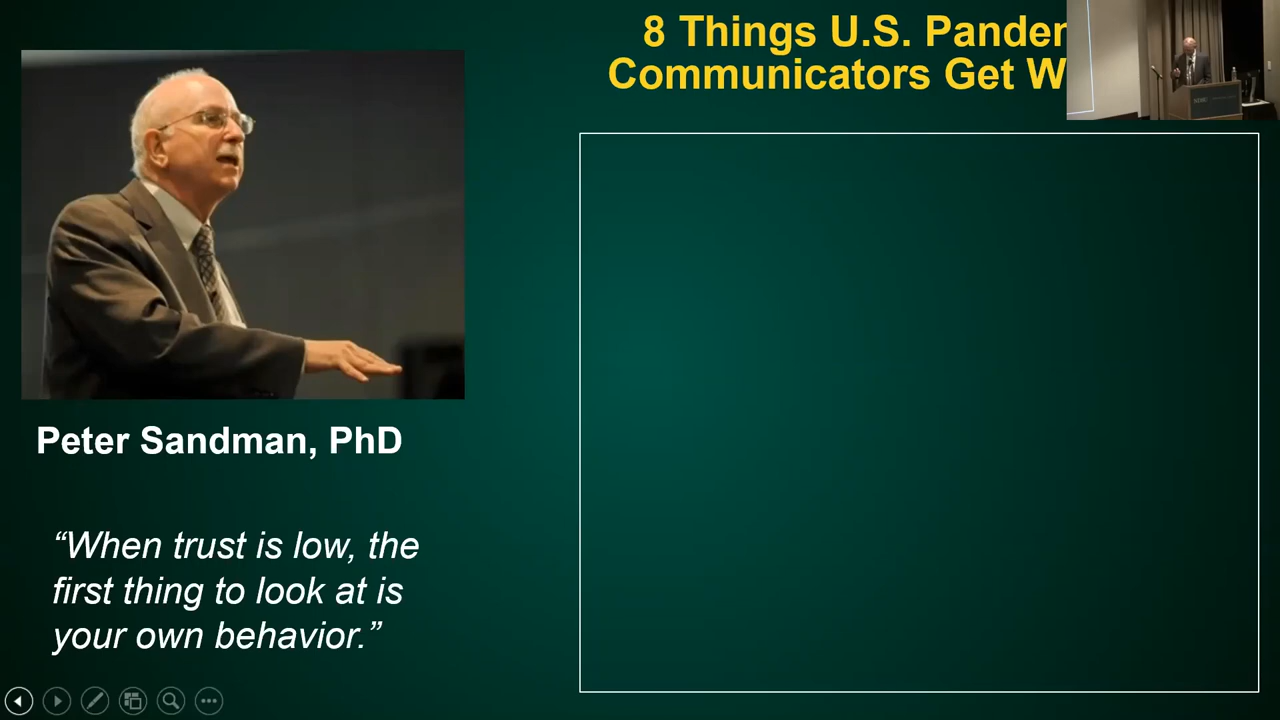 8 Things U.S. Pandem
Communicators Get W
Peter Sandman, PhD
“When trust is low, the
first thing to look at is
your own behavior.”